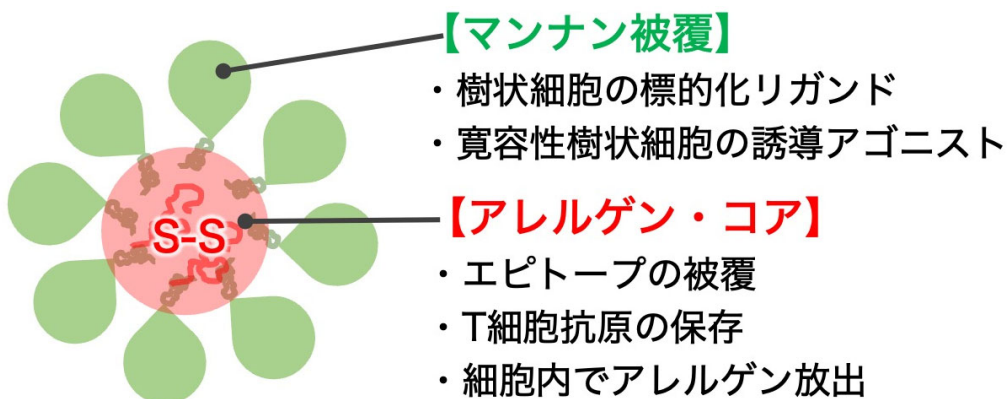 【マンナン被覆】
・樹状細胞の標的化リガンド
・寛容性樹状細胞の誘導アゴニスト
S-S
【アレルゲン・コア】
・エピトープの被覆
・T細胞抗原の保存
・細胞内でアレルゲン放出